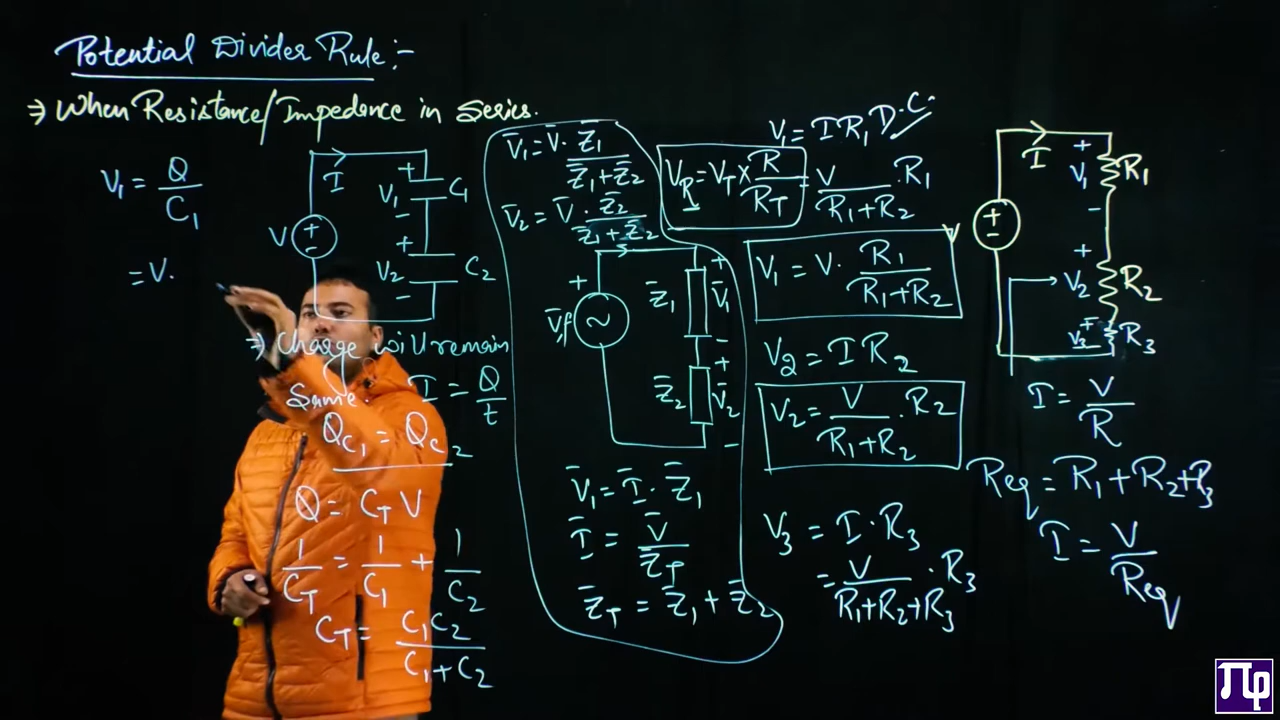 Potential Divider Rule :-
⇒ When Resistance/Impedence in Series.
V₁ = Q / C₁
= V.
I
+ V₁ − C₁
V + −
+ V₂ − C₂
⇒ Charge will remain Same.
I = Q / t
Q_C₁ = Q_C₂
Q = C_T V
1/C_T = 1/C₁ + 1/C₂
C_T = C₁C₂ / (C₁+C₂)
V̄₁ = V̄. Z̄₁ / (Z̄₁+Z̄₂)
V̄₂ = V̄. Z̄₂ / (Z̄₁+Z̄₂)
+ Z̄₁ + V̄₁ −
~
Z̄₂ + V̄₂ −
V̄₁ = Ī. Z̄₁
Ī = V̄ / Z̄_T
Z̄_T = Z̄₁ + Z̄₂
V_R = V_T × R / R_T
V₁ = I R₁ D.C.
= V / (R₁+R₂) . R₁
V₁ = V. R₁ / (R₁+R₂)
V₂ = I R₂
V₂ = V / (R₁+R₂) . R₂
V₃ = I. R₃
= V / (R₁+R₂+R₃) . R₃
I
+ V₁ − R₁
V + −
+ V₂ R₂
+ V₃ − R₃
I = V / R
Req = R₁ + R₂ + R₃
I = V / Req
πφ